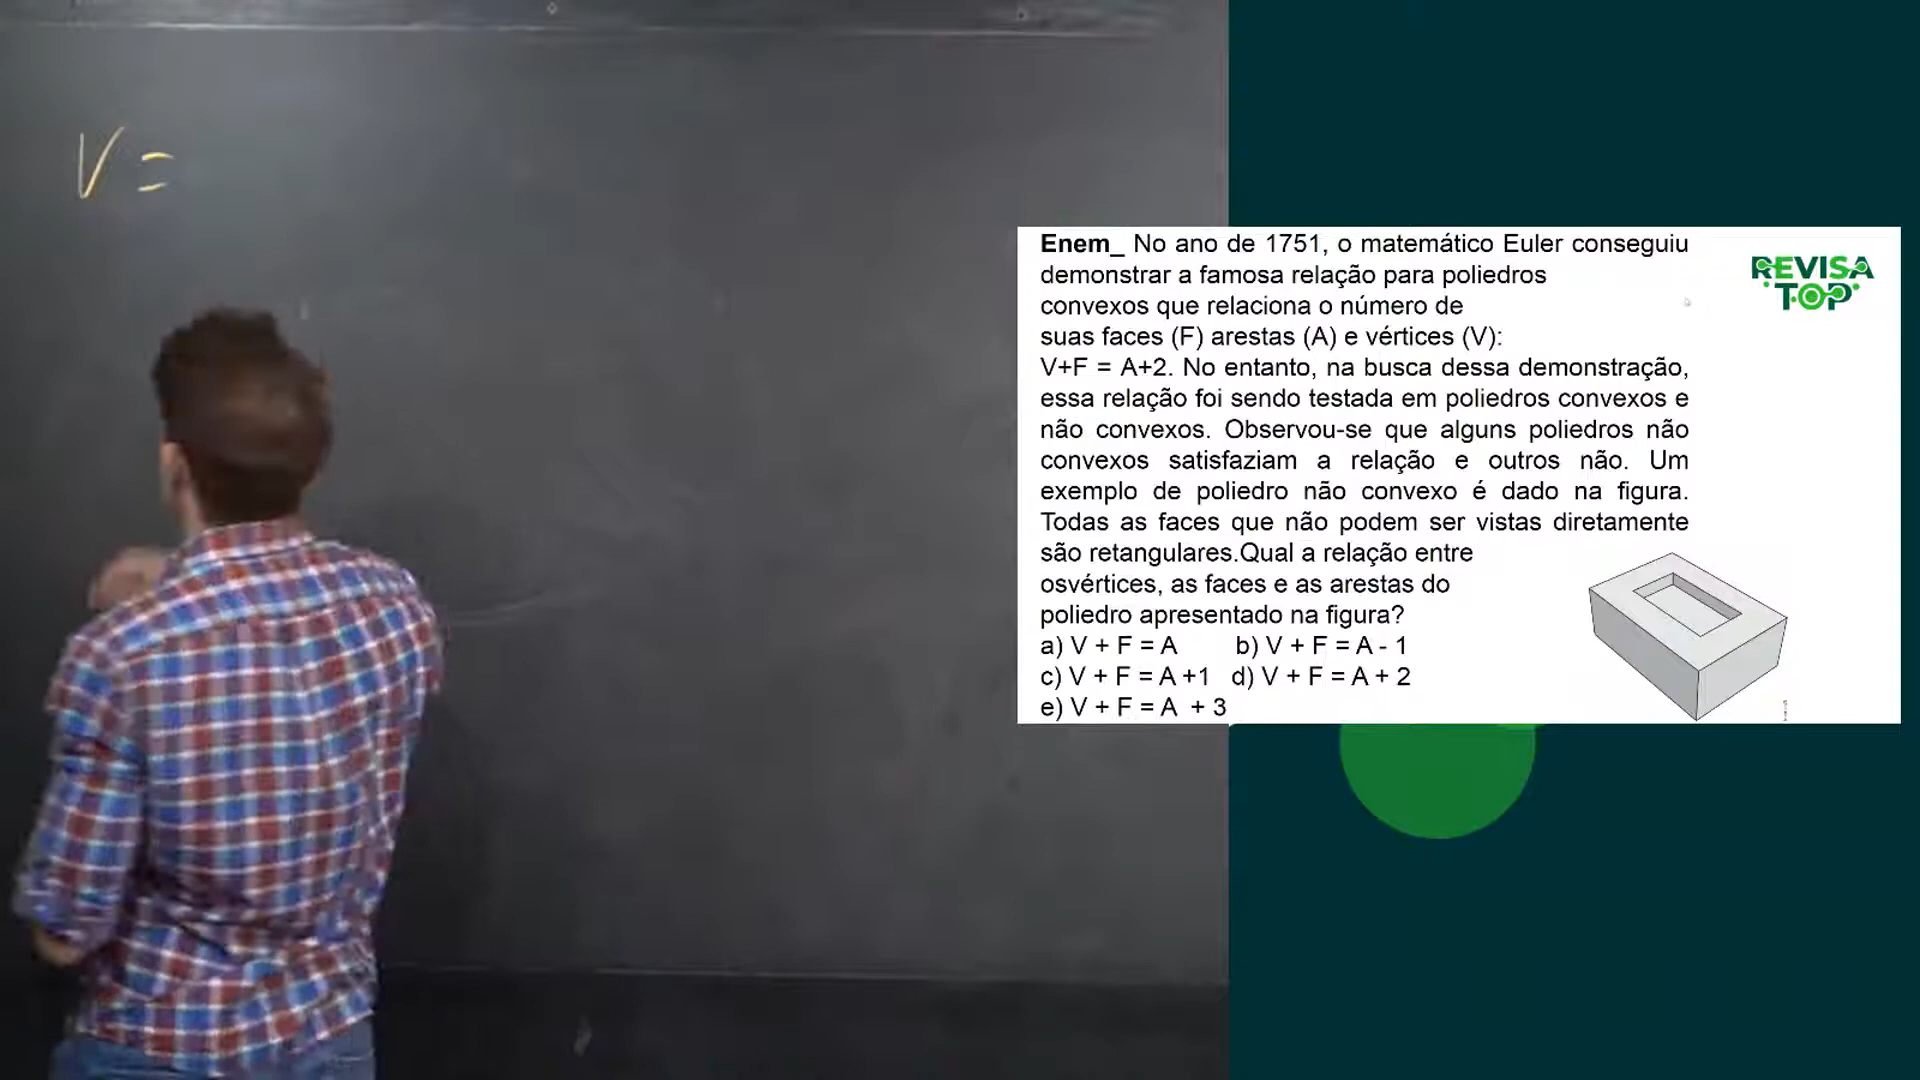 V =
Enem_ No ano de 1751, o matemático Euler conseguiu
demonstrar a famosa relação para poliedros
convexos que relaciona o número de
suas faces (F) arestas (A) e vértices (V):
V+F = A+2. No entanto, na busca dessa demonstração,
essa relação foi sendo testada em poliedros convexos e
não convexos. Observou-se que alguns poliedros não
convexos satisfaziam a relação e outros não. Um
exemplo de poliedro não convexo é dado na figura.
Todas as faces que não podem ser vistas diretamente
são retangulares.Qual a relação entre
osvértices, as faces e as arestas do
poliedro apresentado na figura?
a) V + F = A b) V + F = A - 1
c) V + F = A +1 d) V + F = A + 2
e) V + F = A + 3
REVISA
TOP